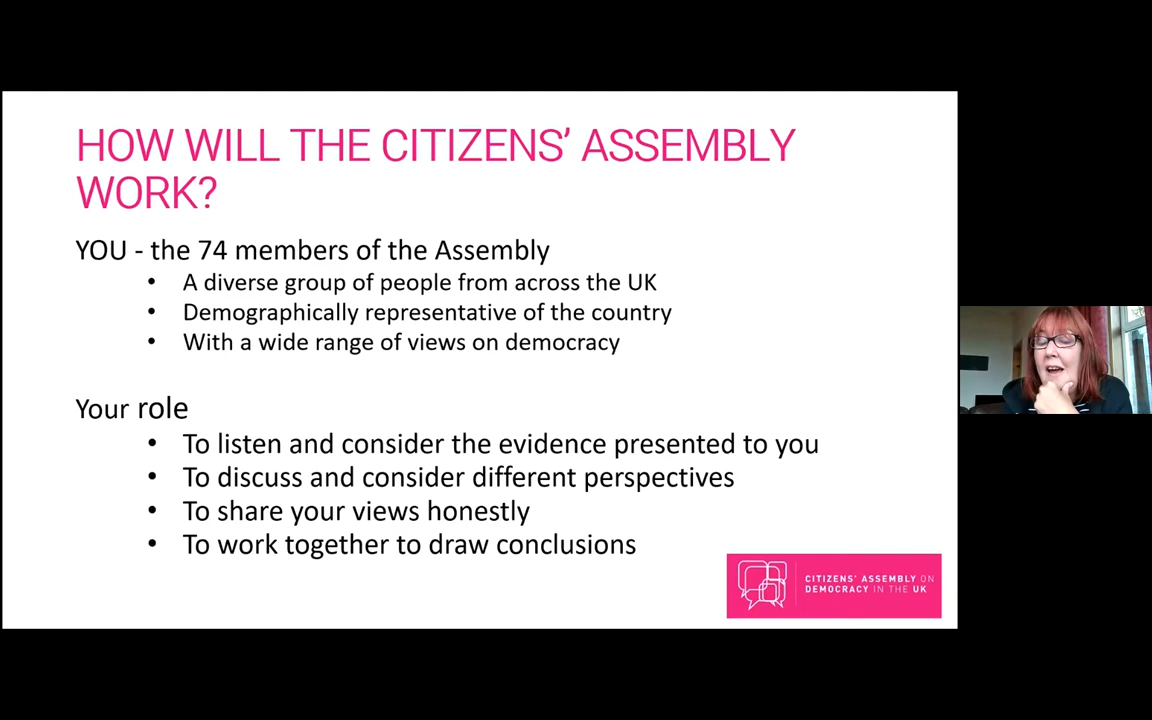 HOW WILL THE CITIZENS’ ASSEMBLY
WORK?
YOU - the 74 members of the Assembly
• A diverse group of people from across the UK
• Demographically representative of the country
• With a wide range of views on democracy
Your role
• To listen and consider the evidence presented to you
• To discuss and consider different perspectives
• To share your views honestly
• To work together to draw conclusions
CITIZENS’ ASSEMBLY ON
DEMOCRACY IN THE UK